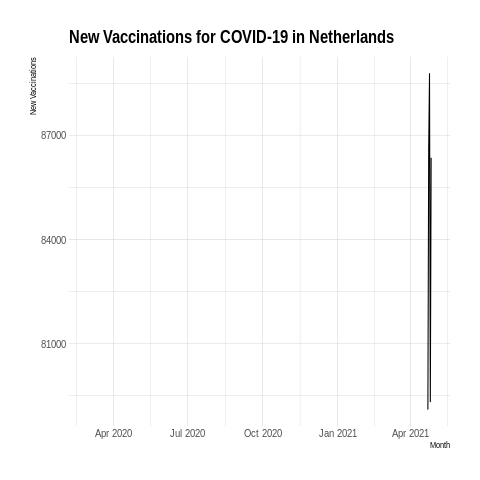 New Vaccinations for COVID-19 in Netherlands
New Vaccinations
87000
84000
81000
Apr 2020 Jul 2020 Oct 2020 Jan 2021 Apr 2021
Month